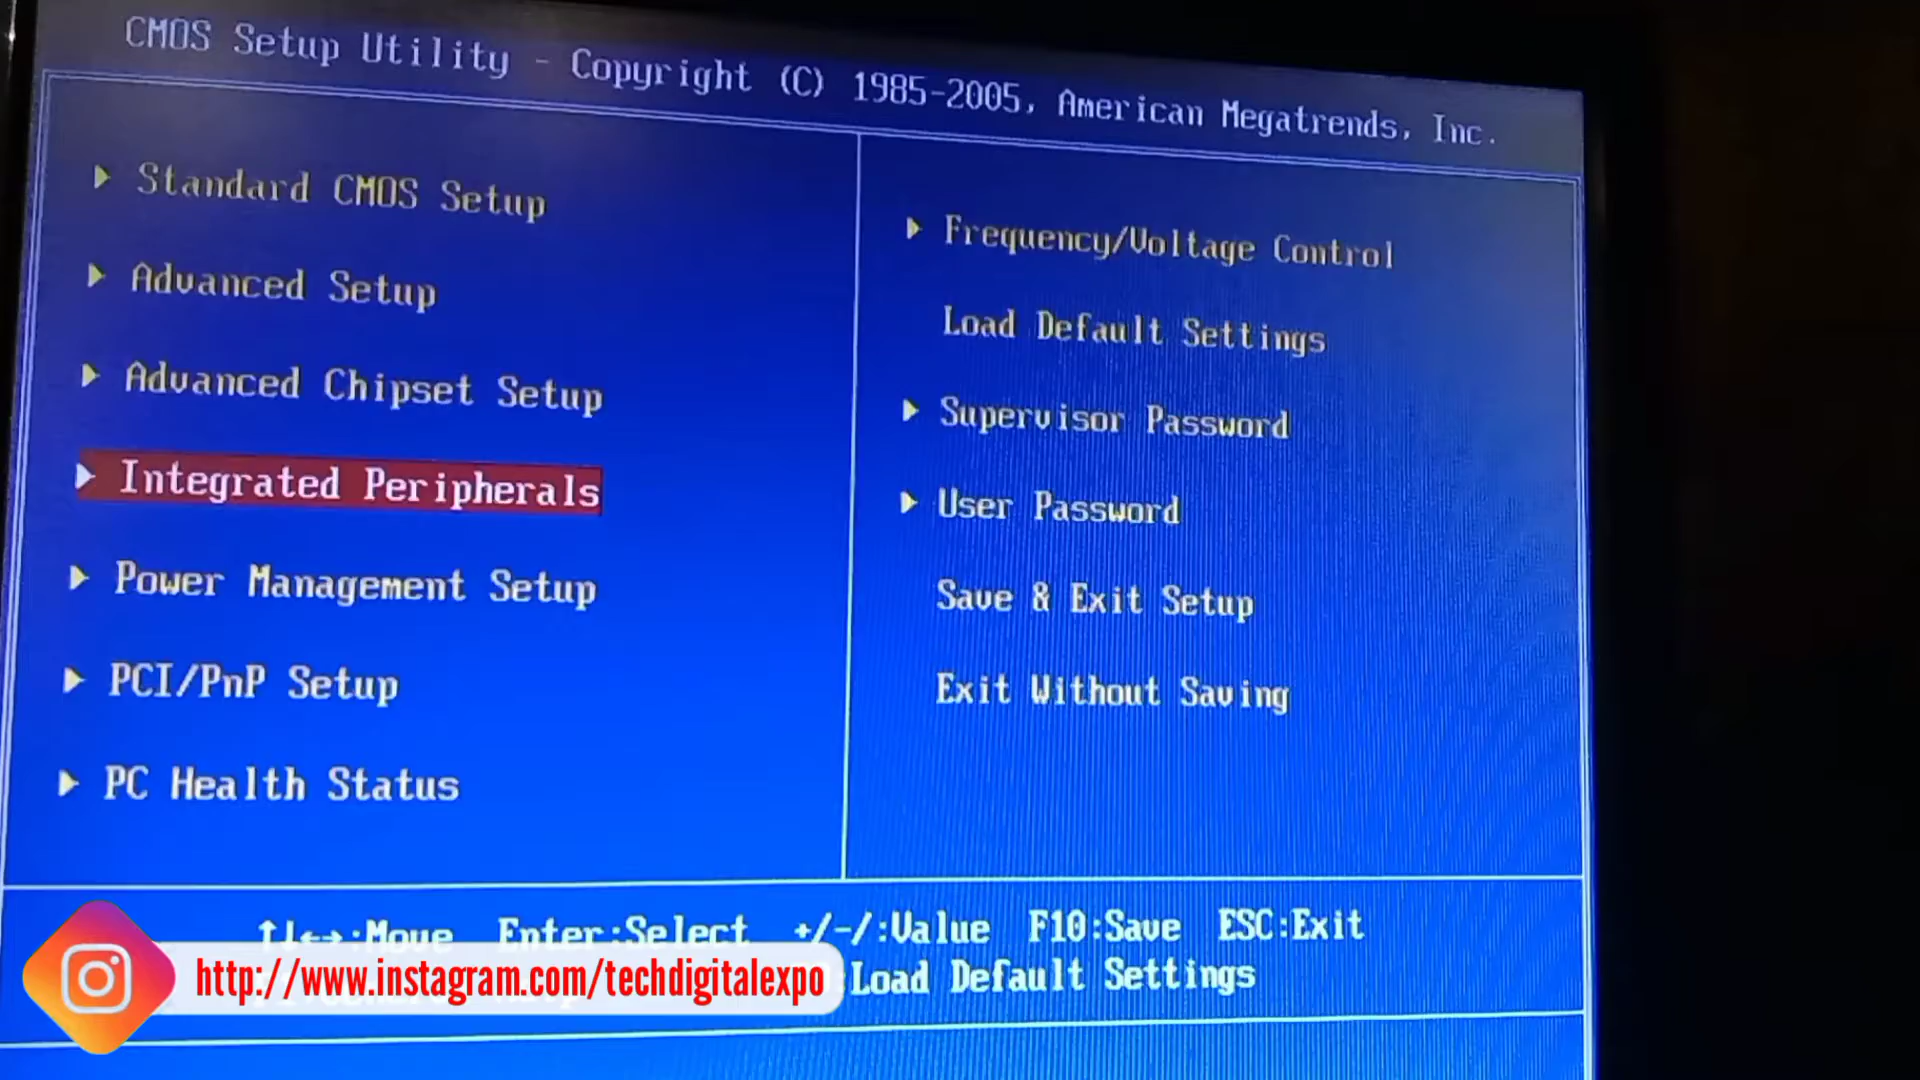 CMOS Setup Utility - Copyright (C) 1985-2005, American Megatrends, Inc.
Standard CMOS Setup
Advanced Setup
Advanced Chipset Setup
Integrated Peripherals
Power Management Setup
PCI/PnP Setup
PC Health Status
Frequency/Voltage Control
Load Default Settings
Supervisor Password
User Password
Save & Exit Setup
Exit Without Saving
↑↓←→:Move Enter:Select +/-/:Value F10:Save ESC:Exit
:Load Default Settings
http://www.instagram.com/techdigitalexpo